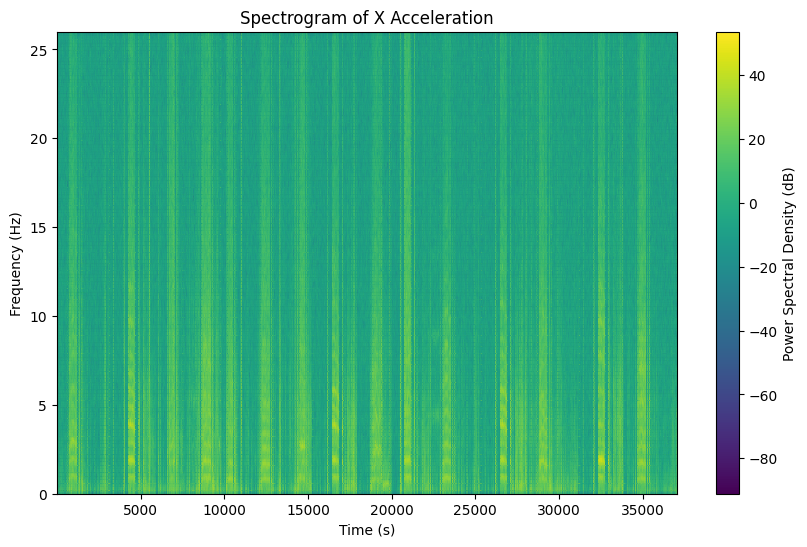 Spectrogram of X Acceleration
25
20
15
10
5
0
Frequency (Hz)
5000 10000 15000 20000 25000 30000 35000
Time (s)
40
20
0
−20
−40
−60
−80
Power Spectral Density (dB)